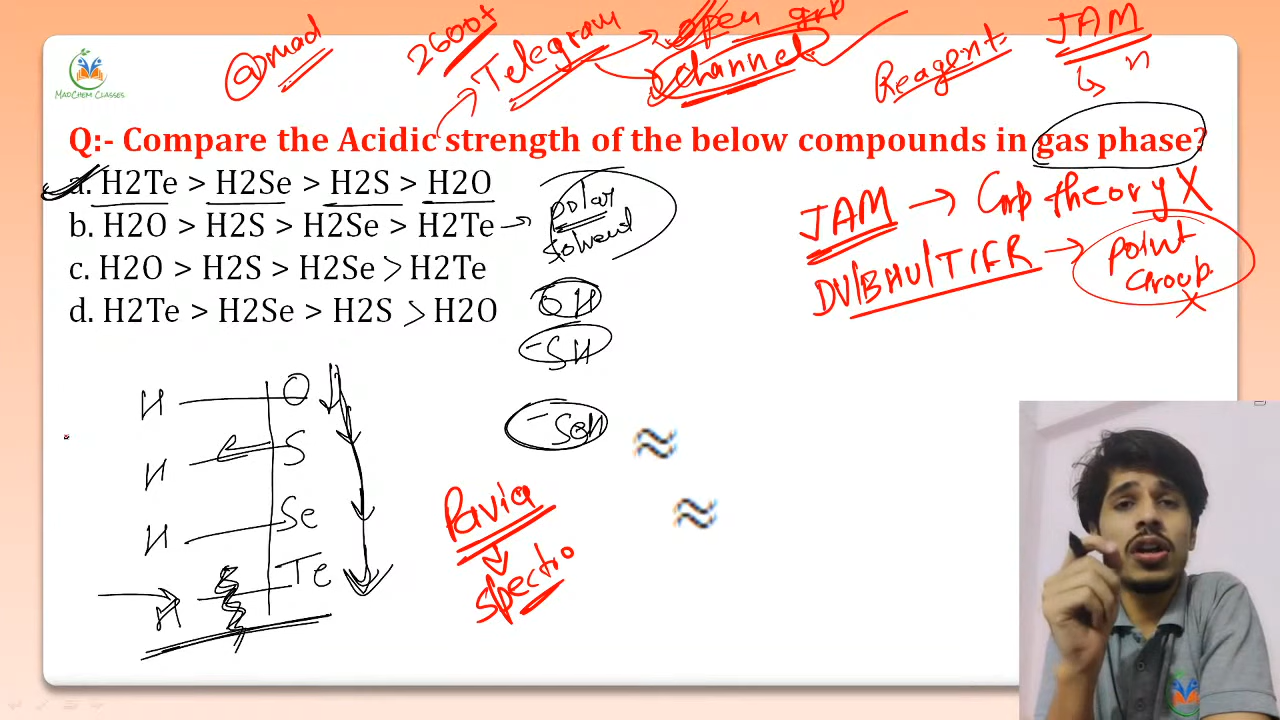 @mad
2600+
Telegram
open grp
channel
Reagent
JAM
MADCHEM CLASSES
Q:- Compare the Acidic strength of the below compounds in gas phase?
a. H2Te > H2Se > H2S > H2O
b. H2O > H2S > H2Se > H2Te → polar
solvent
c. H2O > H2S > H2Se > H2Te
d. H2Te > H2Se > H2S > H2O
JAM → Grp theory X
DU/BHU/TIFR → point
Group
X
OH
-SH
-SeH
H O
H S
H Se
H Te
≈
≈
Pavia
spectro